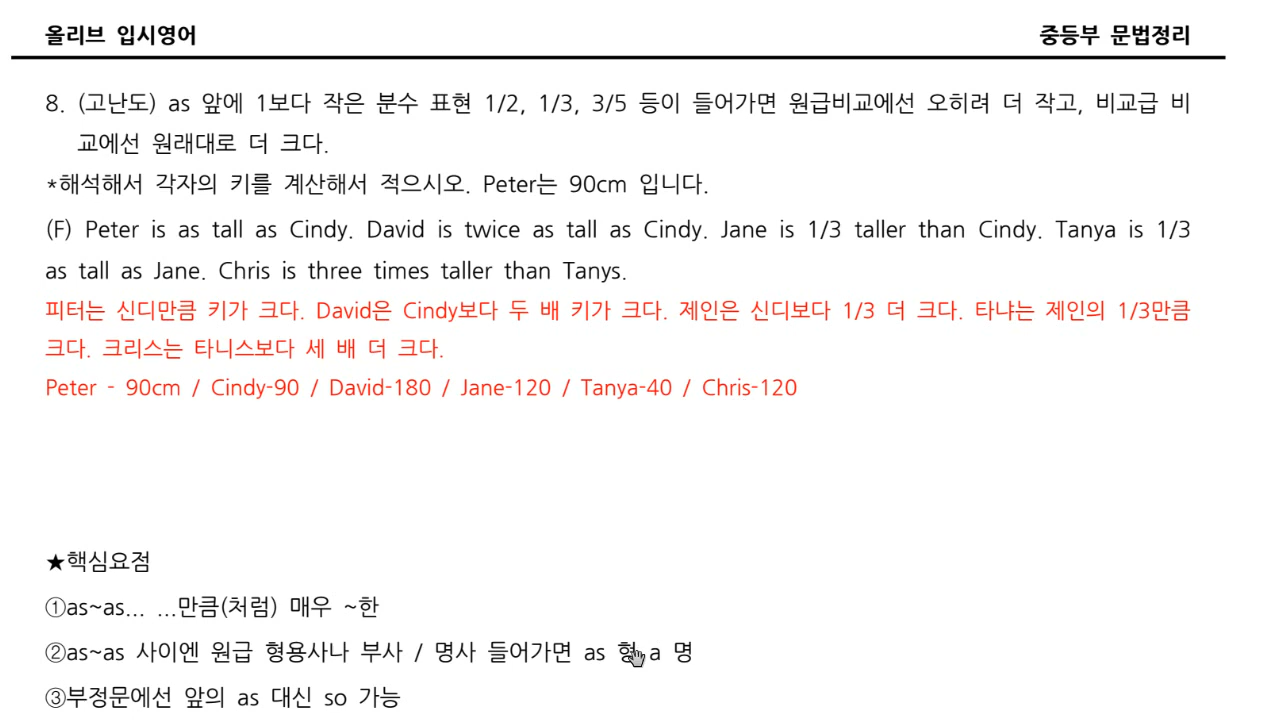 올리브 입시영어 중등부 문법정리
8. (고난도) as 앞에 1보다 작은 분수 표현 1/2, 1/3, 3/5 등이 들어가면 원급비교에선 오히려 더 작고, 비교급 비
교에선 원래대로 더 크다.
*해석해서 각자의 키를 계산해서 적으시오. Peter는 90cm 입니다.
(F) Peter is as tall as Cindy. David is twice as tall as Cindy. Jane is 1/3 taller than Cindy. Tanya is 1/3
as tall as Jane. Chris is three times taller than Tanys.
피터는 신디만큼 키가 크다. David은 Cindy보다 두 배 키가 크다. 제인은 신디보다 1/3 더 크다. 타냐는 제인의 1/3만큼
크다. 크리스는 타니스보다 세 배 더 크다.
Peter - 90cm / Cindy-90 / David-180 / Jane-120 / Tanya-40 / Chris-120
★핵심요점
①as~as... ...만큼(처럼) 매우 ~한
②as~as 사이엔 원급 형용사나 부사 / 명사 들어가면 as 형 a 명
③부정문에선 앞의 as 대신 so 가능